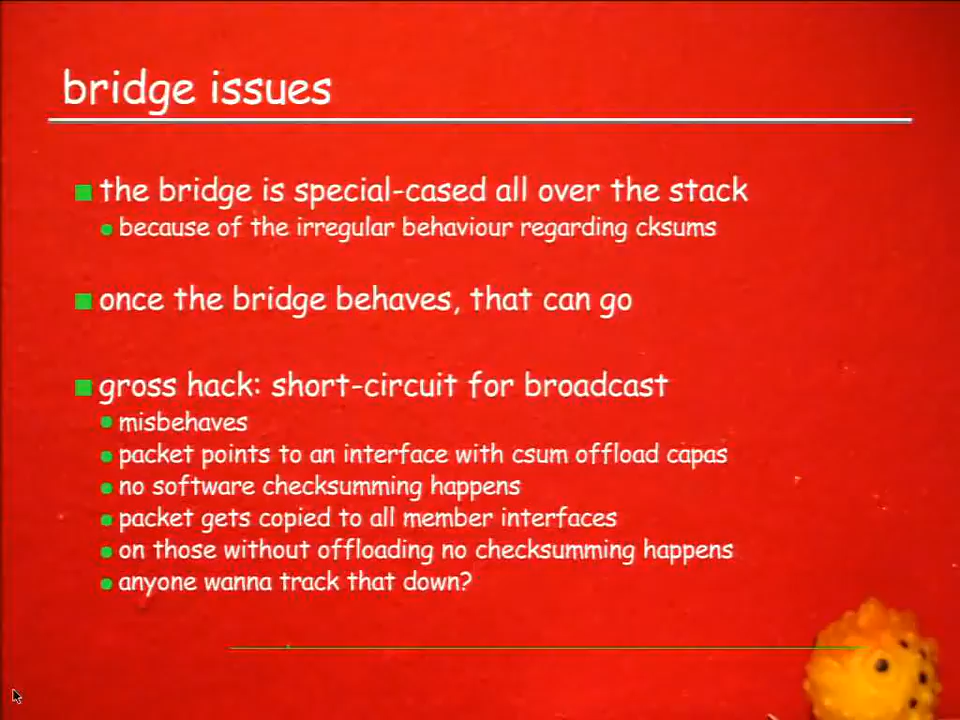 bridge issues
the bridge is special-cased all over the stack
because of the irregular behaviour regarding cksums
once the bridge behaves, that can go
gross hack: short-circuit for broadcast
misbehaves
packet points to an interface with csum offload capas
no software checksumming happens
packet gets copied to all member interfaces
on those without offloading no checksumming happens
anyone wanna track that down?